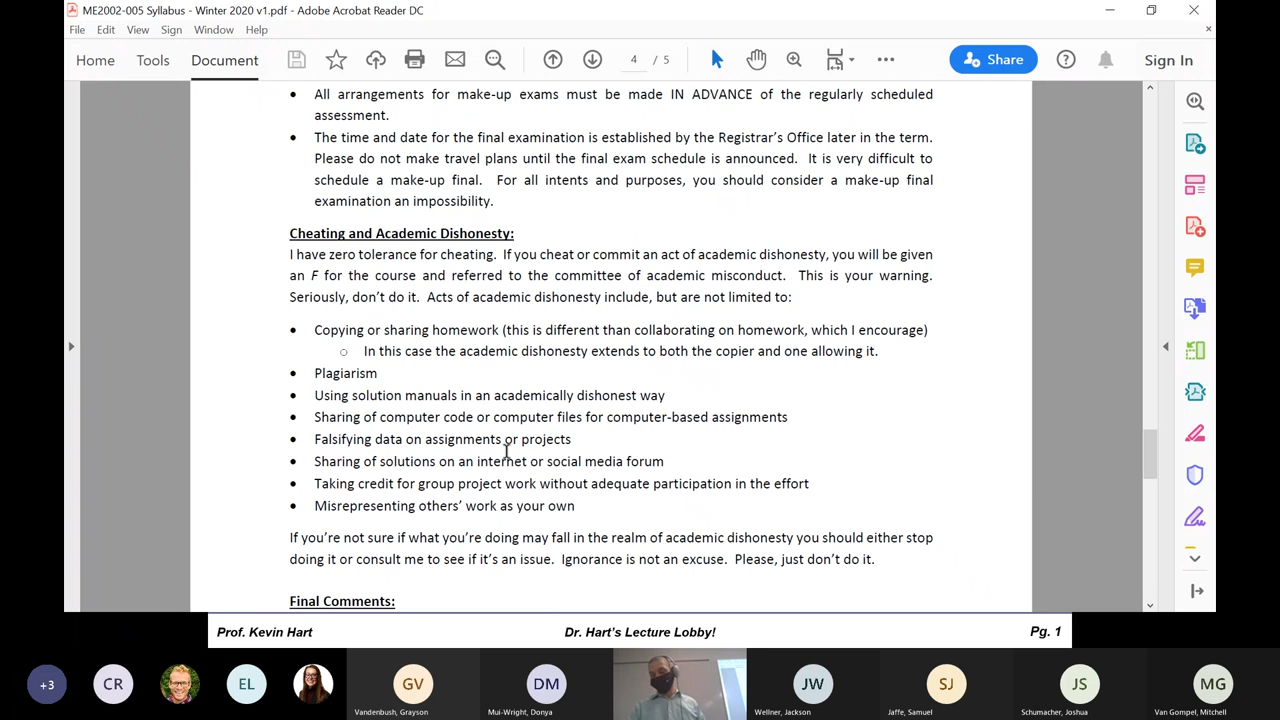 ME2002-005 Syllabus - Winter 2020 v1.pdf - Adobe Acrobat Reader DC
File Edit View Sign Window Help
Home Tools Document 4 / 5 Share Sign In
• All arrangements for make-up exams must be made IN ADVANCE of the regularly scheduled
assessment.
• The time and date for the final examination is established by the Registrar's Office later in the term.
Please do not make travel plans until the final exam schedule is announced. It is very difficult to
schedule a make-up final. For all intents and purposes, you should consider a make-up final
examination an impossibility.
Cheating and Academic Dishonesty:
I have zero tolerance for cheating. If you cheat or commit an act of academic dishonesty, you will be given
an F for the course and referred to the committee of academic misconduct. This is your warning.
Seriously, don't do it. Acts of academic dishonesty include, but are not limited to:
• Copying or sharing homework (this is different than collaborating on homework, which I encourage)
○ In this case the academic dishonesty extends to both the copier and one allowing it.
• Plagiarism
• Using solution manuals in an academically dishonest way
• Sharing of computer code or computer files for computer-based assignments
• Falsifying data on assignments or projects
• Sharing of solutions on an internet or social media forum
• Taking credit for group project work without adequate participation in the effort
• Misrepresenting others' work as your own
If you're not sure if what you're doing may fall in the realm of academic dishonesty you should either stop
doing it or consult me to see if it's an issue. Ignorance is not an excuse. Please, just don't do it.
Final Comments:
Prof. Kevin Hart Dr. Hart's Lecture Lobby! Pg. 1
+3 CR EL GV DM JW SJ JS MG
Vandenbush, Grayson Mui-Wright, Donya Wellner, Jackson Jaffe, Samuel Schumacher, Joshua Van Gompel, Mitchell